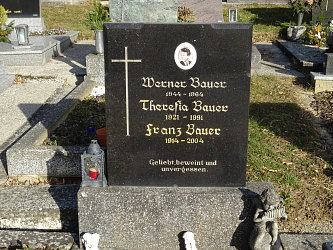 Werner Bauer
1944 - 1964
Theresia Bauer
1921 - 1991
Franz Bauer
1914 - 2004
Geliebt, beweint und
unvergessen.